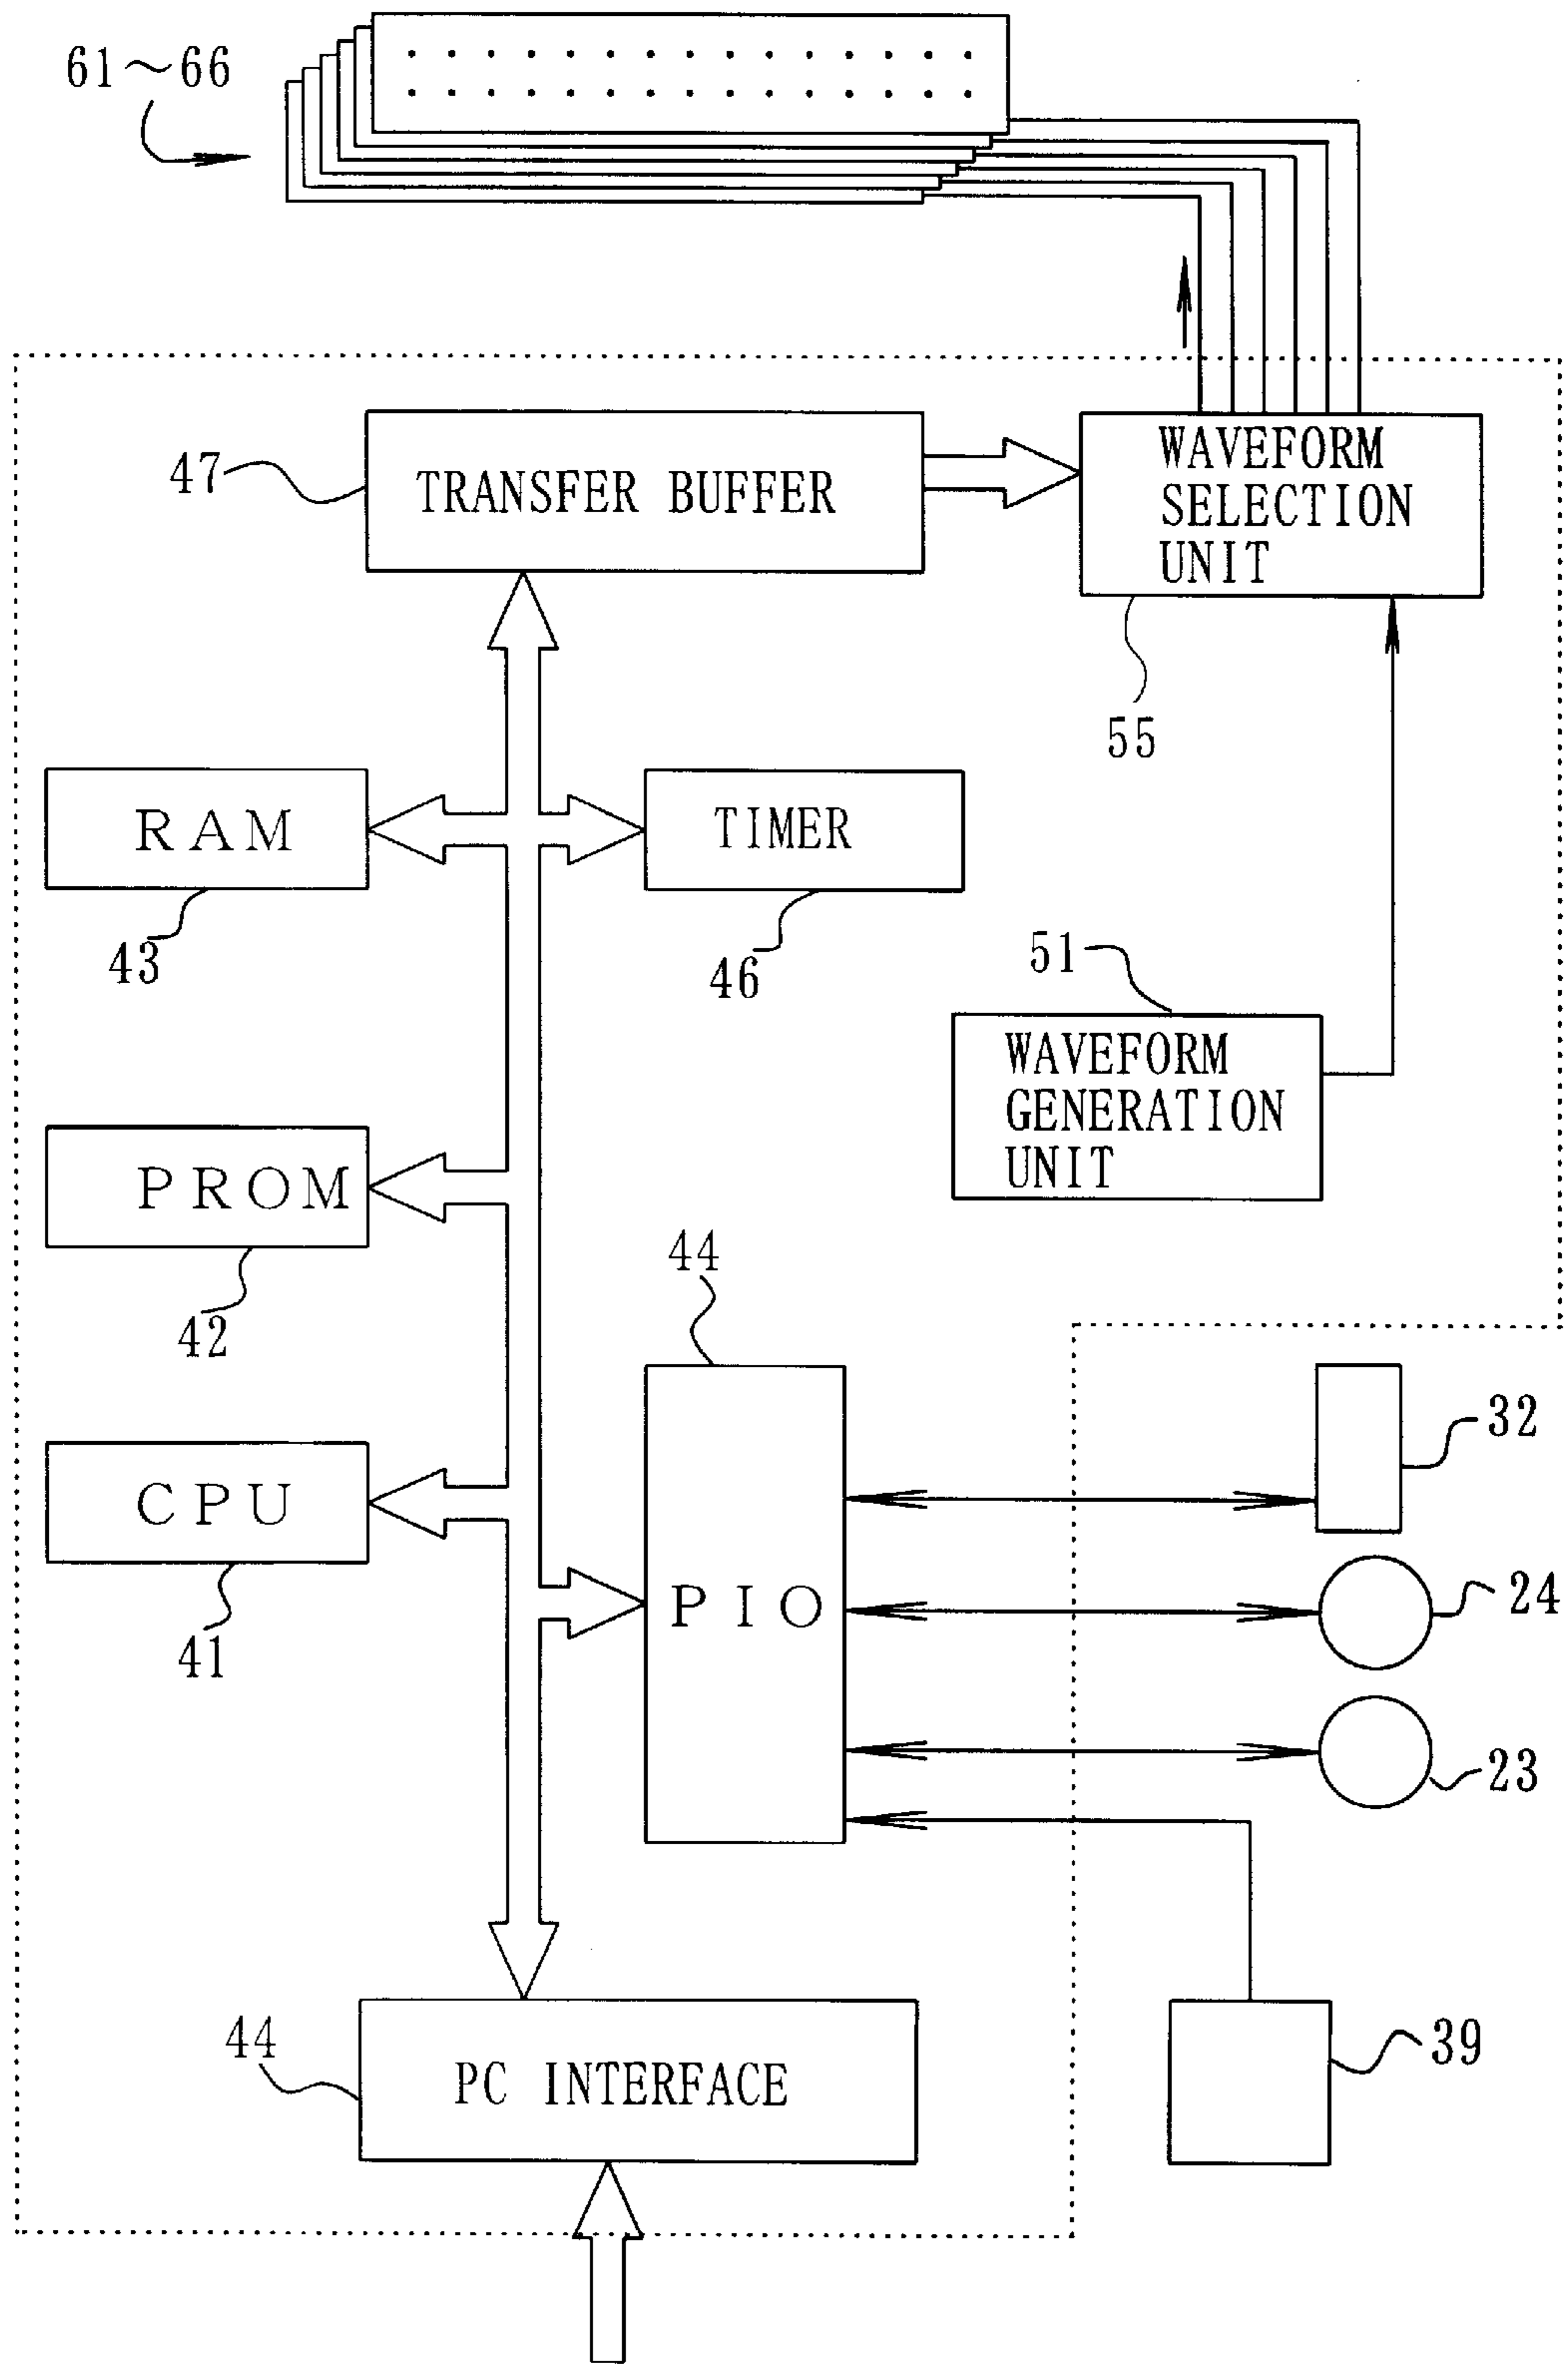 61~66
47
TRANSFER BUFFER
WAVEFORM
SELECTION
UNIT
55
RAM
43
TIMER
46
51
WAVEFORM
GENERATION
UNIT
PROM
42
44
CPU
41
PIO
32
24
23
44
PC INTERFACE
39